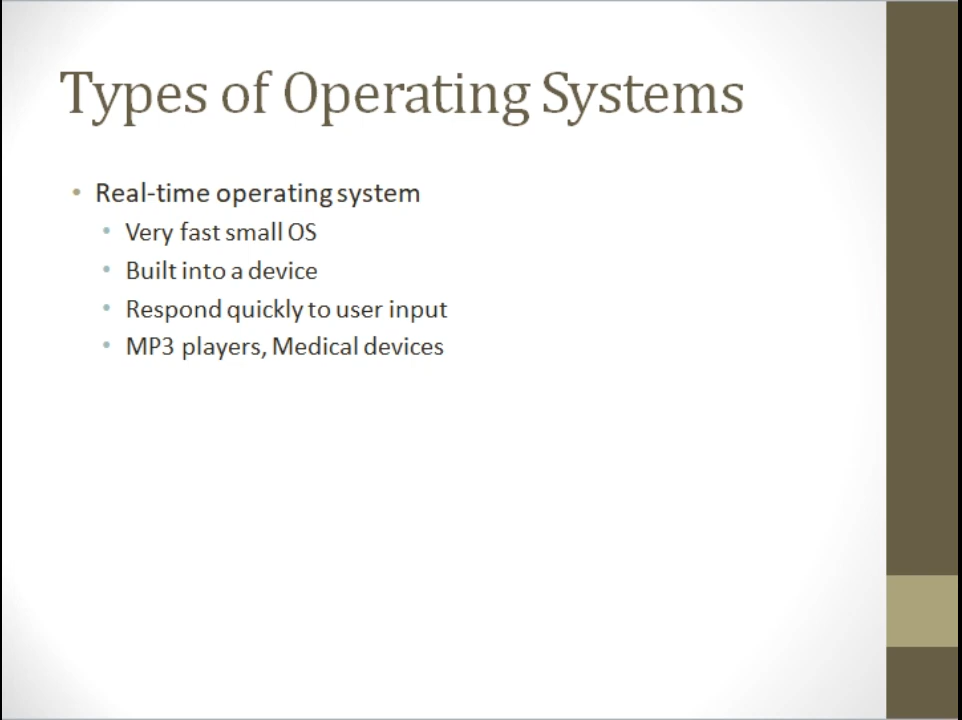 Types of Operating Systems
• Real-time operating system
• Very fast small OS
• Built into a device
• Respond quickly to user input
• MP3 players, Medical devices